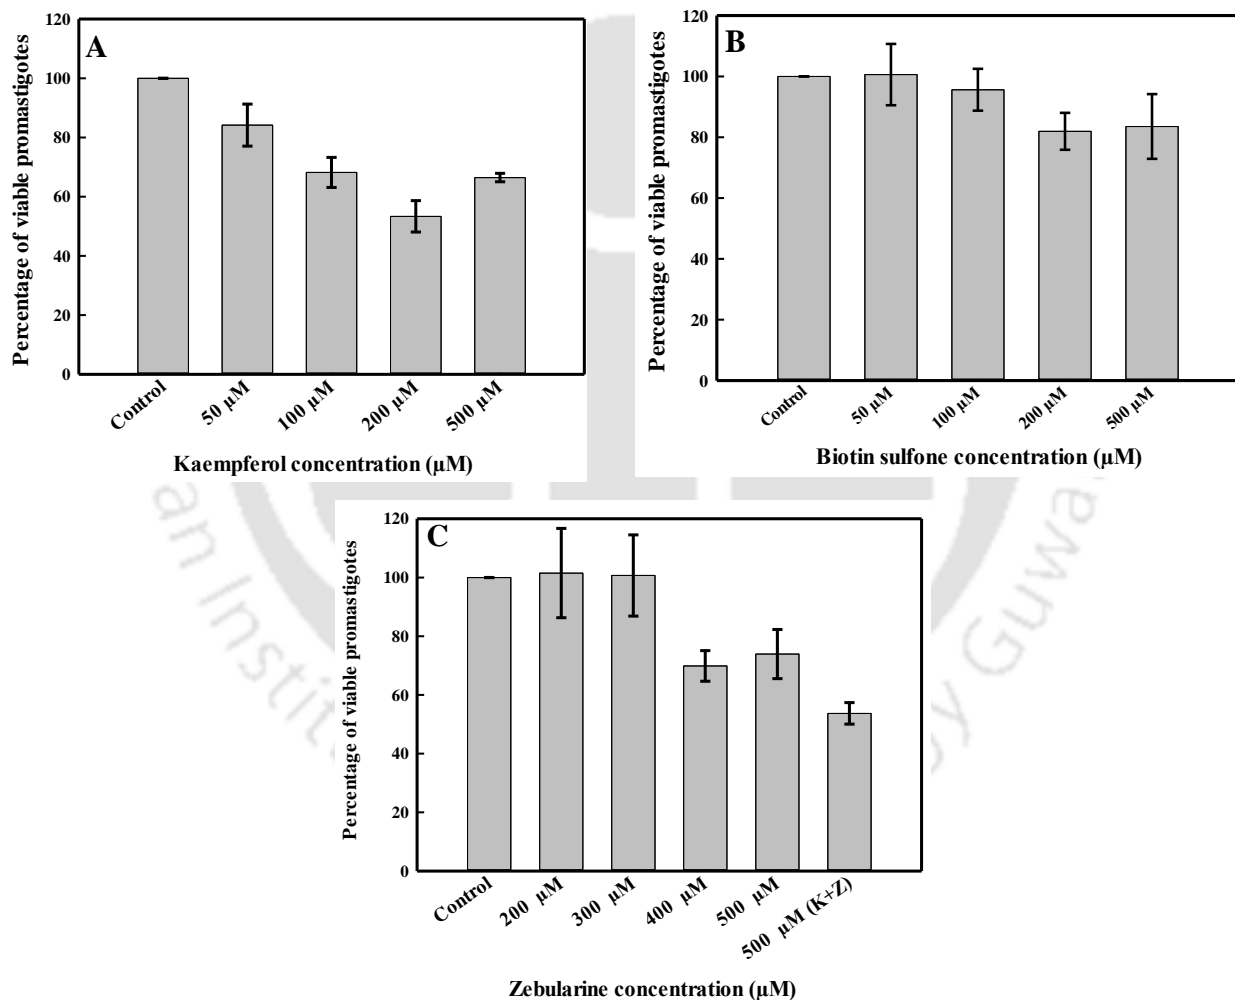 A
Percentage of viable promastigotes
120
100
80
60
40
20
0
Control
50 µM
100 µM
200 µM
500 µM
Kaempferol concentration (µM)
B
Percentage of viable promastigotes
120
100
80
60
40
20
0
Control
50 µM
100 µM
200 µM
500 µM
Biotin sulfone concentration (µM)
C
Percentage of viable promastigotes
120
100
80
60
40
20
0
Control
200 µM
300 µM
400 µM
500 µM
500 µM (K+Z)
Zebularine concentration (µM)